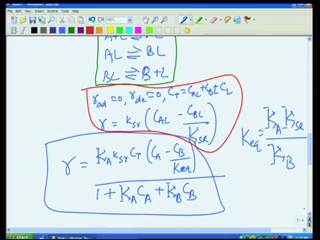 AL ⇌ BL
BL ⇌ B+L
r_ad =0, r_de =0, C_T = C_AL + C_BL + C_L
r = k_sr (C_AL - C_BL / K_SR)
r = K_A k_sr C_T (C_A - C_B / K_eq) / 1 + K_A C_A + K_B C_B
K_eq = K_A K_SR / K_B